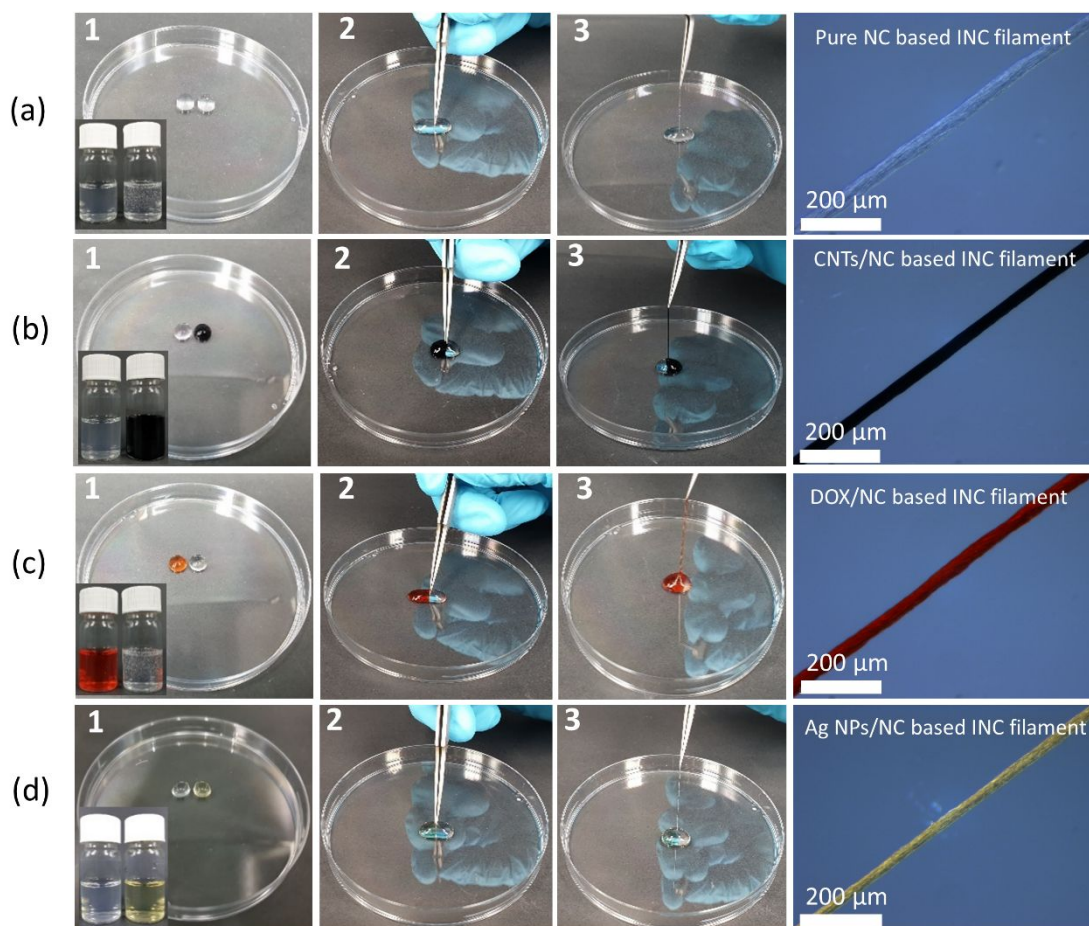 1
2
3
Pure NC based INC filament
(a)
200 µm
1
2
3
CNTs/NC based INC filament
(b)
200 µm
1
2
3
DOX/NC based INC filament
(c)
200 µm
1
2
3
Ag NPs/NC based INC filament
(d)
200 µm